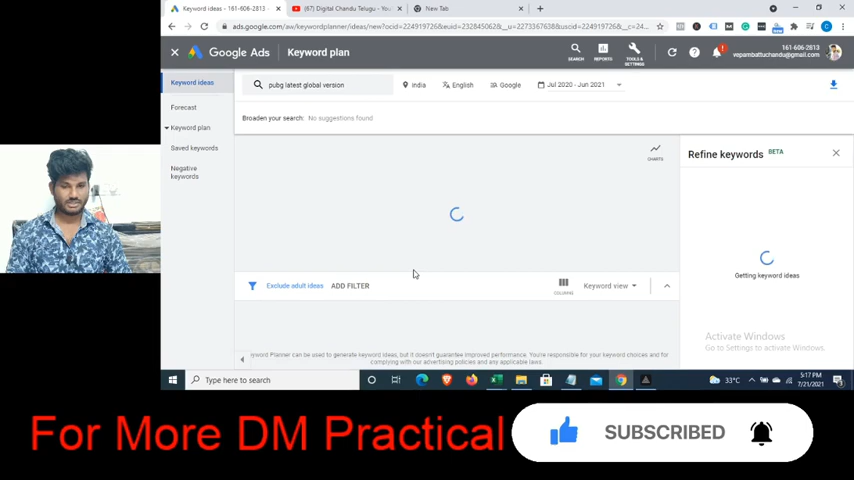 Keyword ideas - 161-606-2813
(67) Digital Chandu Telugu - You
New Tab
ads.google.com/aw/keywordplanner/ideas/new?ocid=224919726&euid=232845062&__u=2273367638&uscid=224919726&__c=24...
Google Ads
Keyword plan
SEARCH
REPORTS
TOOLS & SETTINGS
161-606-2813
vepambattuchandu@gmail.com
Keyword ideas
Forecast
Keyword plan
Saved keywords
Negative
keywords
pubg latest global version
India
English
Google
Jul 2020 - Jun 2021
Broaden your search: No suggestions found
CHARTS
Refine keywords BETA
Getting keyword ideas
Exclude adult ideas
ADD FILTER
COLUMNS
Keyword view
yword Planner can be used to generate keyword ideas, but it doesn't guarantee improved performance. You're responsible for your keyword choices and for
complying with our advertising policies and any applicable laws.
Activate Windows
Go to Settings to activate Windows.
Type here to search
33°C
5:17 PM
7/21/2021
For More DM Practical
SUBSCRIBED